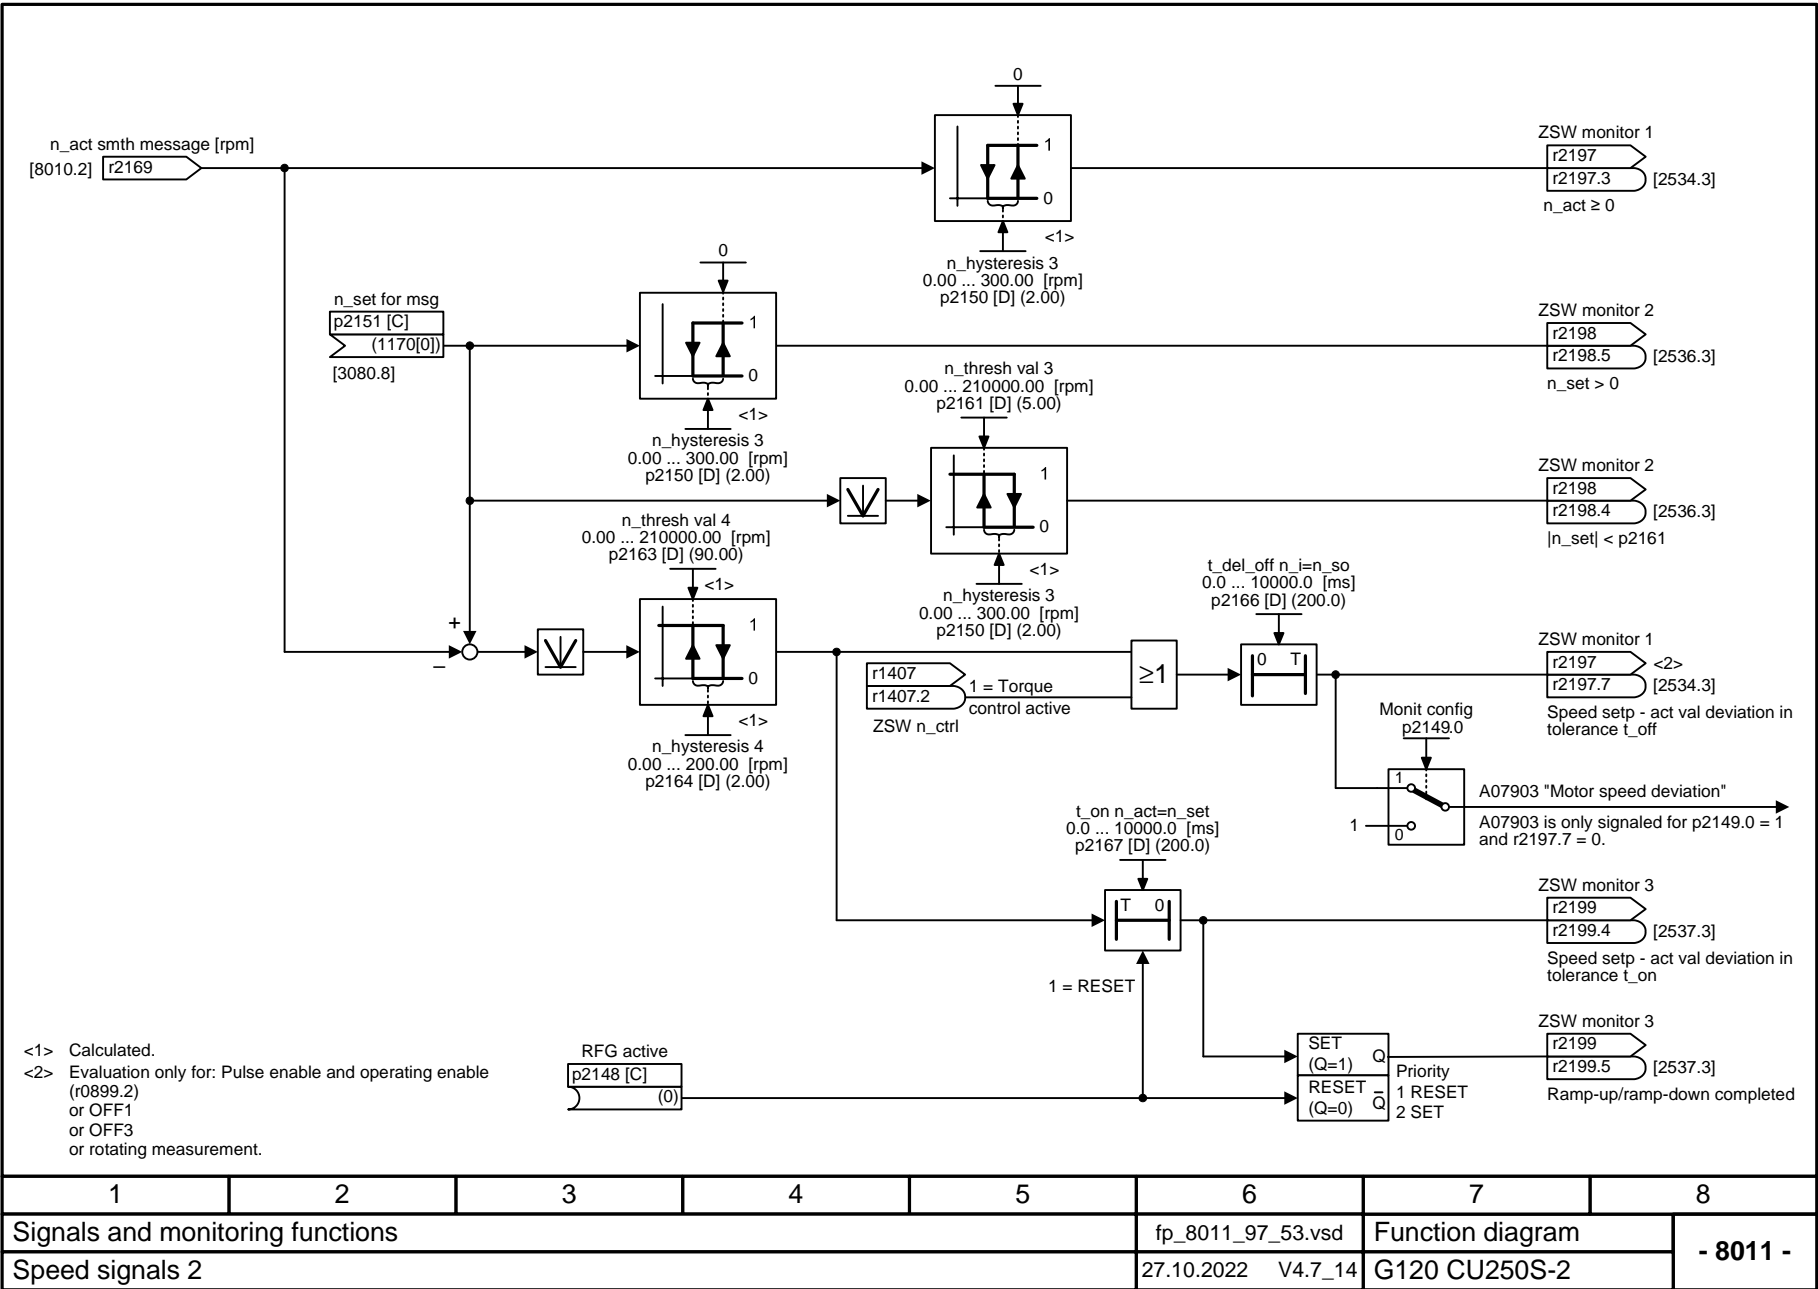 0
n_act smth message [rpm]
[8010.2]
r2169
1
0
<1>
n_hysteresis 3
0.00 ... 300.00 [rpm]
p2150 [D] (2.00)
ZSW monitor 1
r2197
r2197.3
[2534.3]
n_act ≥ 0
0
n_set for msg
p2151 [C]
(1170[0])
[3080.8]
1
0
<1>
n_hysteresis 3
0.00 ... 300.00 [rpm]
p2150 [D] (2.00)
ZSW monitor 2
r2198
r2198.5
[2536.3]
n_set > 0
n_thresh val 3
0.00 ... 210000.00 [rpm]
p2161 [D] (5.00)
1
0
<1>
n_hysteresis 3
0.00 ... 300.00 [rpm]
p2150 [D] (2.00)
ZSW monitor 2
r2198
r2198.4
[2536.3]
|n_set| < p2161
n_thresh val 4
0.00 ... 210000.00 [rpm]
p2163 [D] (90.00)
<1>
+
–
1
0
<1>
n_hysteresis 4
0.00 ... 200.00 [rpm]
p2164 [D] (2.00)
r1407
r1407.2
1 = Torque
control active
ZSW n_ctrl
≥1
t_del_off n_i=n_so
0.0 ... 10000.0 [ms]
p2166 [D] (200.0)
0 T
ZSW monitor 1
r2197
<2>
r2197.7
[2534.3]
Speed setp - act val deviation in
tolerance t_off
Monit config
p2149.0
1
1
0
A07903 "Motor speed deviation"
A07903 is only signaled for p2149.0 = 1
and r2197.7 = 0.
t_on n_act=n_set
0.0 ... 10000.0 [ms]
p2167 [D] (200.0)
T 0
1 = RESET
ZSW monitor 3
r2199
r2199.4
[2537.3]
Speed setp - act val deviation in
tolerance t_on
RFG active
p2148 [C]
(0)
SET
(Q=1)
Q
RESET
(Q=0)
Q̅
Priority
1 RESET
2 SET
ZSW monitor 3
r2199
r2199.5
[2537.3]
Ramp-up/ramp-down completed
<1> Calculated.
<2> Evaluation only for: Pulse enable and operating enable
(r0899.2)
or OFF1
or OFF3
or rotating measurement.
1 2 3 4 5 6 7 8
Signals and monitoring functions
fp_8011_97_53.vsd
Function diagram
- 8011 -
Speed signals 2
27.10.2022 V4.7_14
G120 CU250S-2